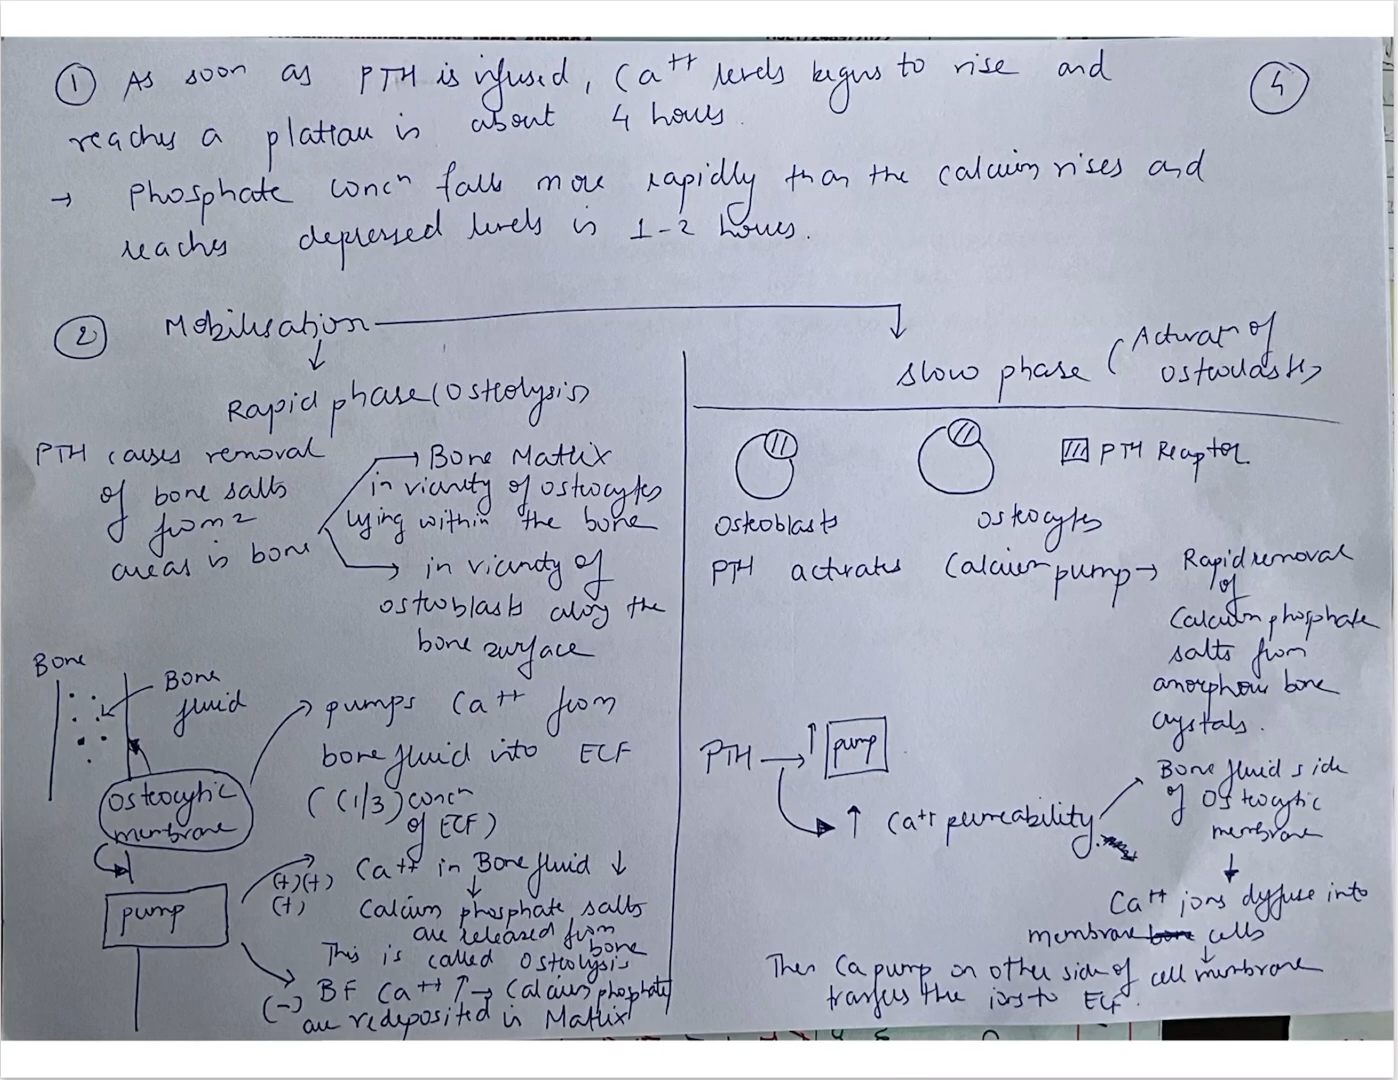 ① As soon as PTH is infused, Ca++ levels begins to rise and
④
reaches a plattau in about 4 hours.
→ Phosphate concn falls more rapidly than the calcium rises and
reaches depressed levels in 1-2 hours.
② Mobilisation
Rapid phase (Osteolysis)
PTH causes removal
of bone salts
from 2
areas in bone
→ Bone Matrix
in vicinity of osteocytes
lying within the bone
→ in vicinity of
osteoblasts along the
bone surface
Bone
Bone
fluid
Osteocytic
membrane
pump
pumps Ca++ from
bone fluid into ECF
((1/3) concn
of ECF)
(+)(+)
(+)
Ca++ in Bone fluid ↓
↓
Calcium phosphate salts
are released from
bone
This is called Osteolysis
(-) BF Ca++ ↑→ Calcium phosphate
are redeposited in Matrix
Slow phase (Activatn of
osteoclasts)
PTH Receptor
Osteoblasts
Osteocytes
PTH activates Calcium pump → Rapid removal
of
Calcium phosphate
salts from
amorphous bone
crystals.
PTH → ↑ pump
↑ Ca++ permeability
Bone fluid side
of Osteocytic
membrane
↓
Ca++ ions dyffuse into
membrane cells
↓
Then Ca pump on other side of cell membrane
transfers the ions to ECF.